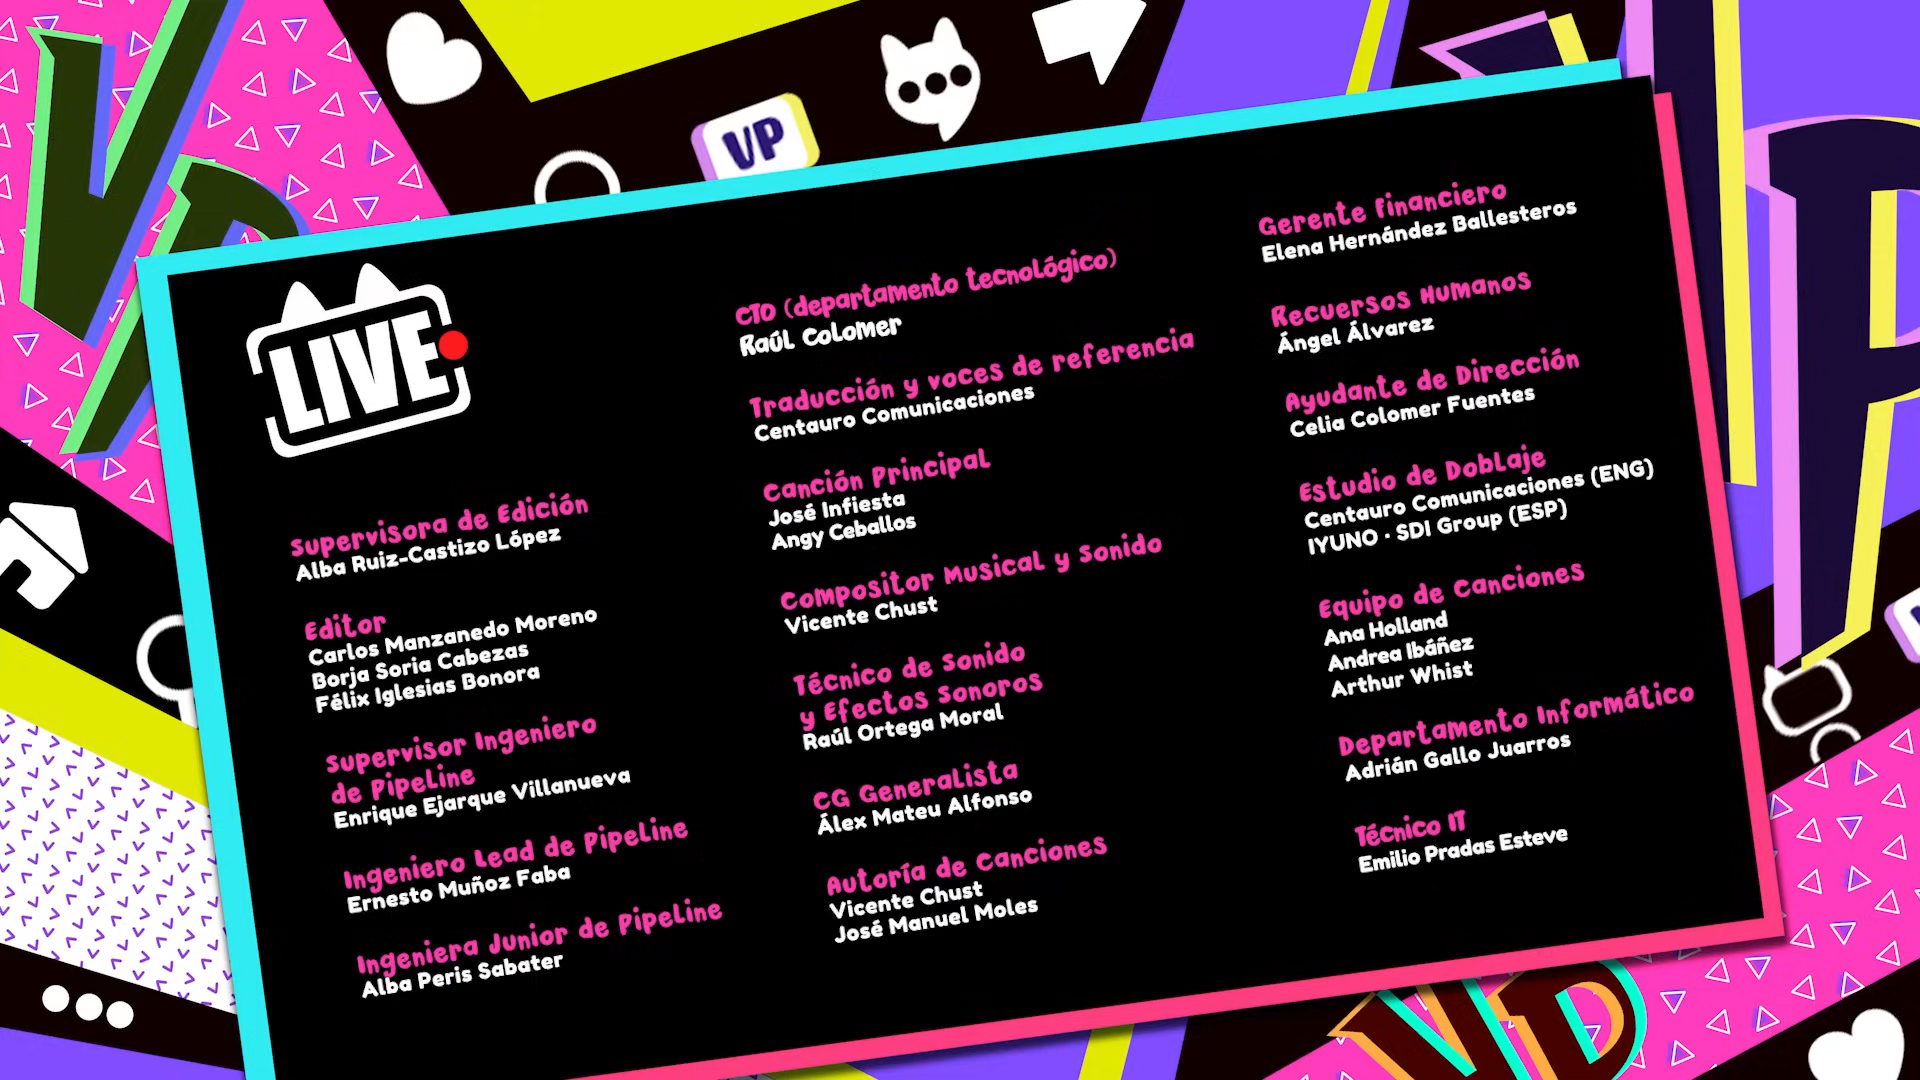 VP
VP
VP
LIVE
Supervisora de Edición
Alba Ruiz-Castizo López
Editor
Carlos Manzanedo Moreno
Borja Soria Cabezas
Félix Iglesias Bonora
Supervisor Ingeniero
de Pipeline
Enrique Ejarque Villanueva
Ingeniero Lead de Pipeline
Ernesto Muñoz Faba
Ingeniera Junior de Pipeline
Alba Peris Sabater
CTO (departamento tecnológico)
Raúl Colomer
Traducción y voces de referencia
Centauro Comunicaciones
Canción Principal
José Infiesta
Angy Ceballos
Compositor Musical y Sonido
Vicente Chust
Técnico de Sonido
y Efectos Sonoros
Raúl Ortega Moral
CG Generalista
Álex Mateu Alfonso
Autoría de Canciones
Vicente Chust
José Manuel Moles
Gerente financiero
Elena Hernández Ballesteros
Recuersos Humanos
Ángel Álvarez
Ayudante de Dirección
Celia Colomer Fuentes
Estudio de Doblaje
Centauro Comunicaciones (ENG)
IYUNO · SDI Group (ESP)
Equipo de Canciones
Ana Holland
Andrea Ibáñez
Arthur Whist
Departamento Informático
Adrián Gallo Juarros
Técnico IT
Emilio Pradas Esteve
VP